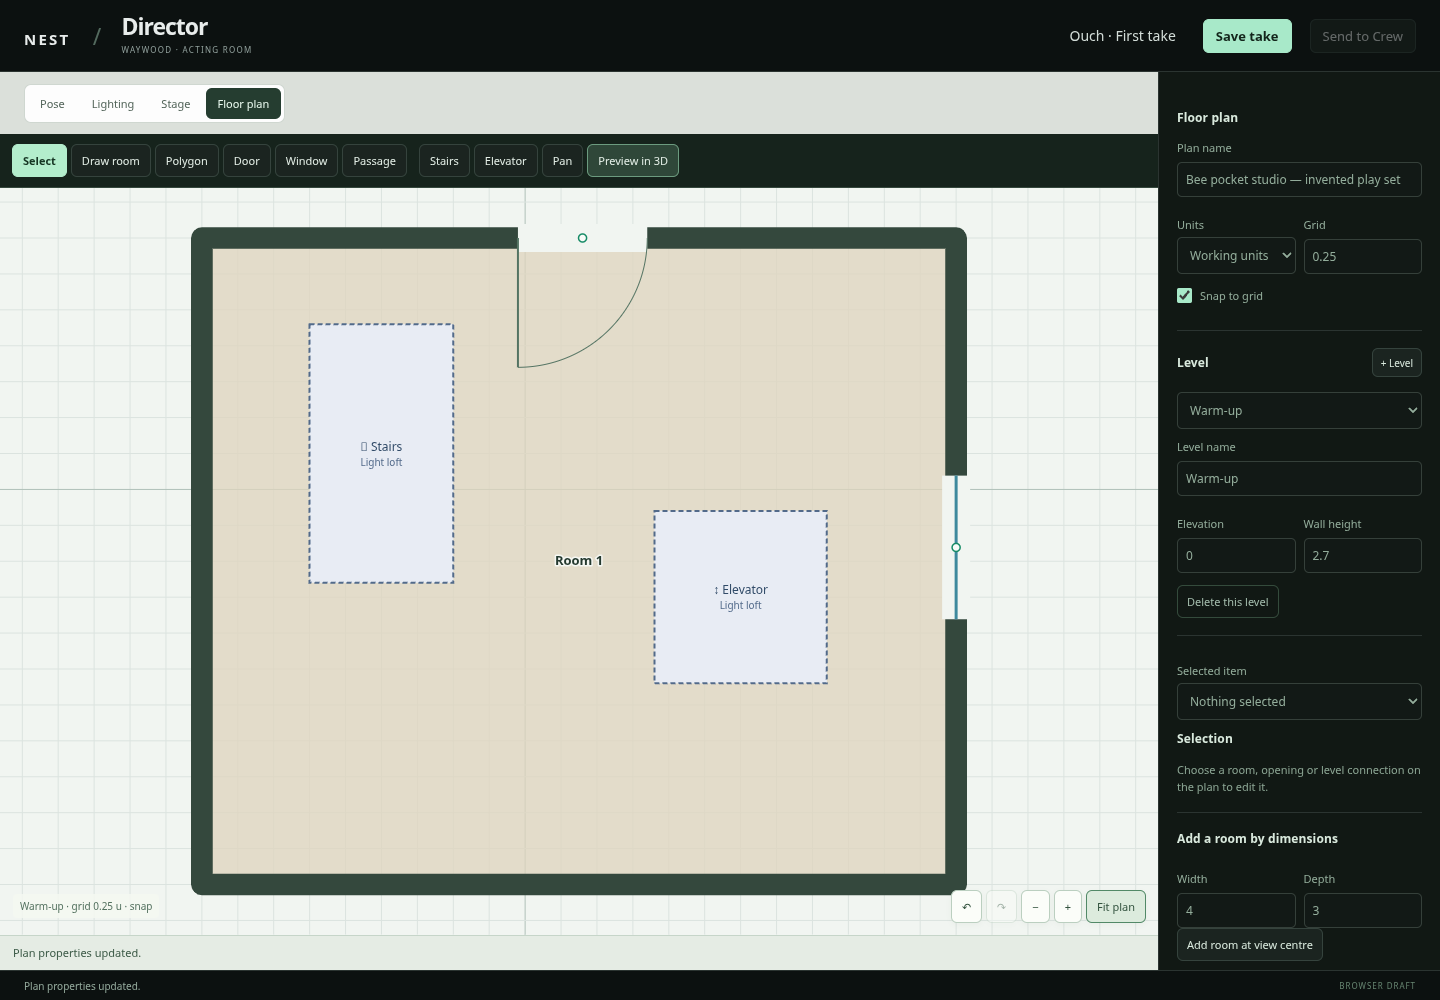 NEST / Director
WAYWOOD · ACTING ROOM
Ouch · First take
Save take
Send to Crew
Pose
Lighting
Stage
Floor plan
Select
Draw room
Polygon
Door
Window
Passage
Stairs
Elevator
Pan
Preview in 3D
Stairs
Light loft
Room 1
↕ Elevator
Light loft
Warm-up · grid 0.25 u · snap
↶
↷
−
+
Fit plan
Plan properties updated.
Floor plan
Plan name
Bee pocket studio — invented play set
Units
Grid
Working units
0.25
Snap to grid
Level
+ Level
Warm-up
Level name
Warm-up
Elevation
Wall height
0
2.7
Delete this level
Selected item
Nothing selected
Selection
Choose a room, opening or level connection on
the plan to edit it.
Add a room by dimensions
Width
Depth
4
3
Add room at view centre
Plan properties updated.
BROWSER DRAFT